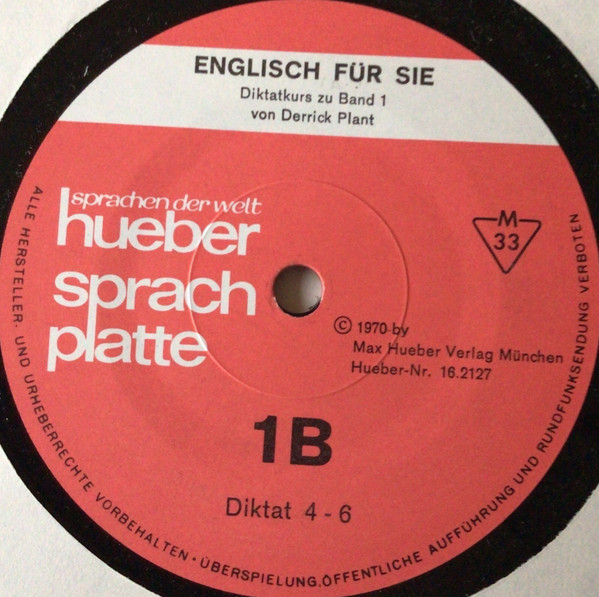 ENGLISCH FÜR SIE
Diktatkurs zu Band 1
von Derrick Plant
sprachen der welt
hueber
sprach
platte
M
33
© 1970 by
Max Hueber Verlag München
Hueber-Nr. 16.2127
1B
Diktat 4 - 6
ALLE HERSTELLER. UND URHEBERRECHTE VORBEHALTEN · ÜBERSPIELUNG. ÖFFENTLICHE AUFFÜHRUNG UND RUNDFUNKSENDUNG VERBOTEN